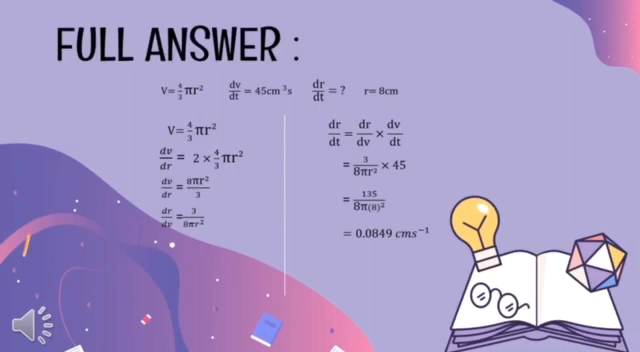 FULL ANSWER :
V= 4/3 πr² dv/dt = 45cm ³s dr/dt = ? r= 8cm
V= 4/3 πr²
dv/dr = 2 × 4/3 πr²
dv/dr = 8πr²/3
dr/dv = 3/8πr²
dr/dt = dr/dv × dv/dt
= 3/8πr² × 45
= 135/8π(8)²
= 0.0849 cms⁻¹